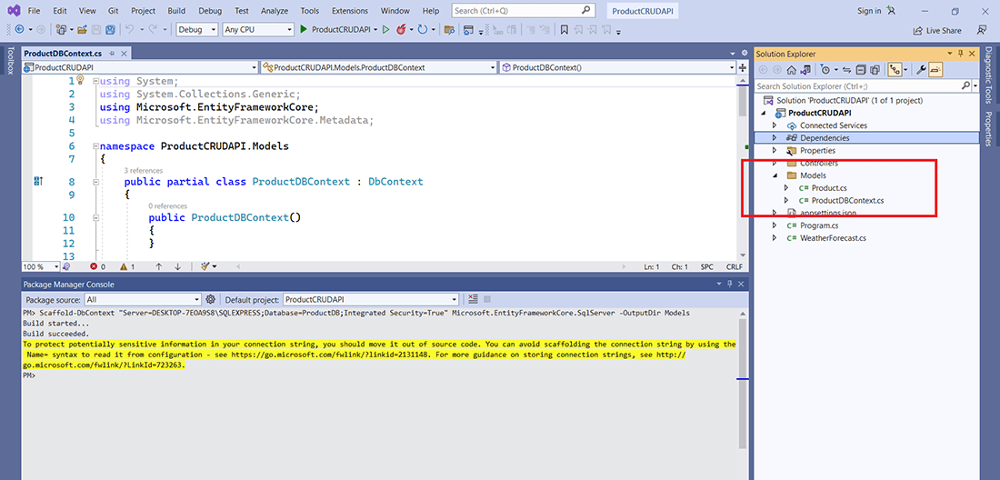 File Edit View Git Project Build Debug Test Analyze Tools Extensions Window Help Search (Ctrl+Q) ProductCRUDAPI Sign in
Debug Any CPU ProductCRUDAPI Live Share
Toolbox
ProductDBContext.cs
ProductCRUDAPI ProductCRUDAPI.Models.ProductDBContext ProductDBContext()
1 using System;
2 using System.Collections.Generic;
3 using Microsoft.EntityFrameworkCore;
4 using Microsoft.EntityFrameworkCore.Metadata;
5
6 namespace ProductCRUDAPI.Models
7 {
3 references
8 public partial class ProductDBContext : DbContext
9 {
0 references
10 public ProductDBContext()
11 {
12 }
13
100 % 0 1 Ln: 1 Ch: 1 SPC CRLF
Package Manager Console
Package source: All Default project: ProductCRUDAPI
PM> Scaffold-DbContext "Server=DESKTOP-7EOA9S8\SQLEXPRESS;Database=ProductDB;Integrated Security=True" Microsoft.EntityFrameworkCore.SqlServer -OutputDir Models
Build started...
Build succeeded.
To protect potentially sensitive information in your connection string, you should move it out of source code. You can avoid scaffolding the connection string by using the
Name= syntax to read it from configuration - see https://go.microsoft.com/fwlink/?linkid=2131148. For more guidance on storing connection strings, see http://
go.microsoft.com/fwlink/?LinkId=723263.
PM>
Solution Explorer
Search Solution Explorer (Ctrl+;)
Solution 'ProductCRUDAPI' (1 of 1 project)
ProductCRUDAPI
Connected Services
Dependencies
Properties
Controllers
Models
C# Product.cs
C# ProductDBContext.cs
appsettings.json
C# Program.cs
C# WeatherForecast.cs
Diagnostic Tools
Properties